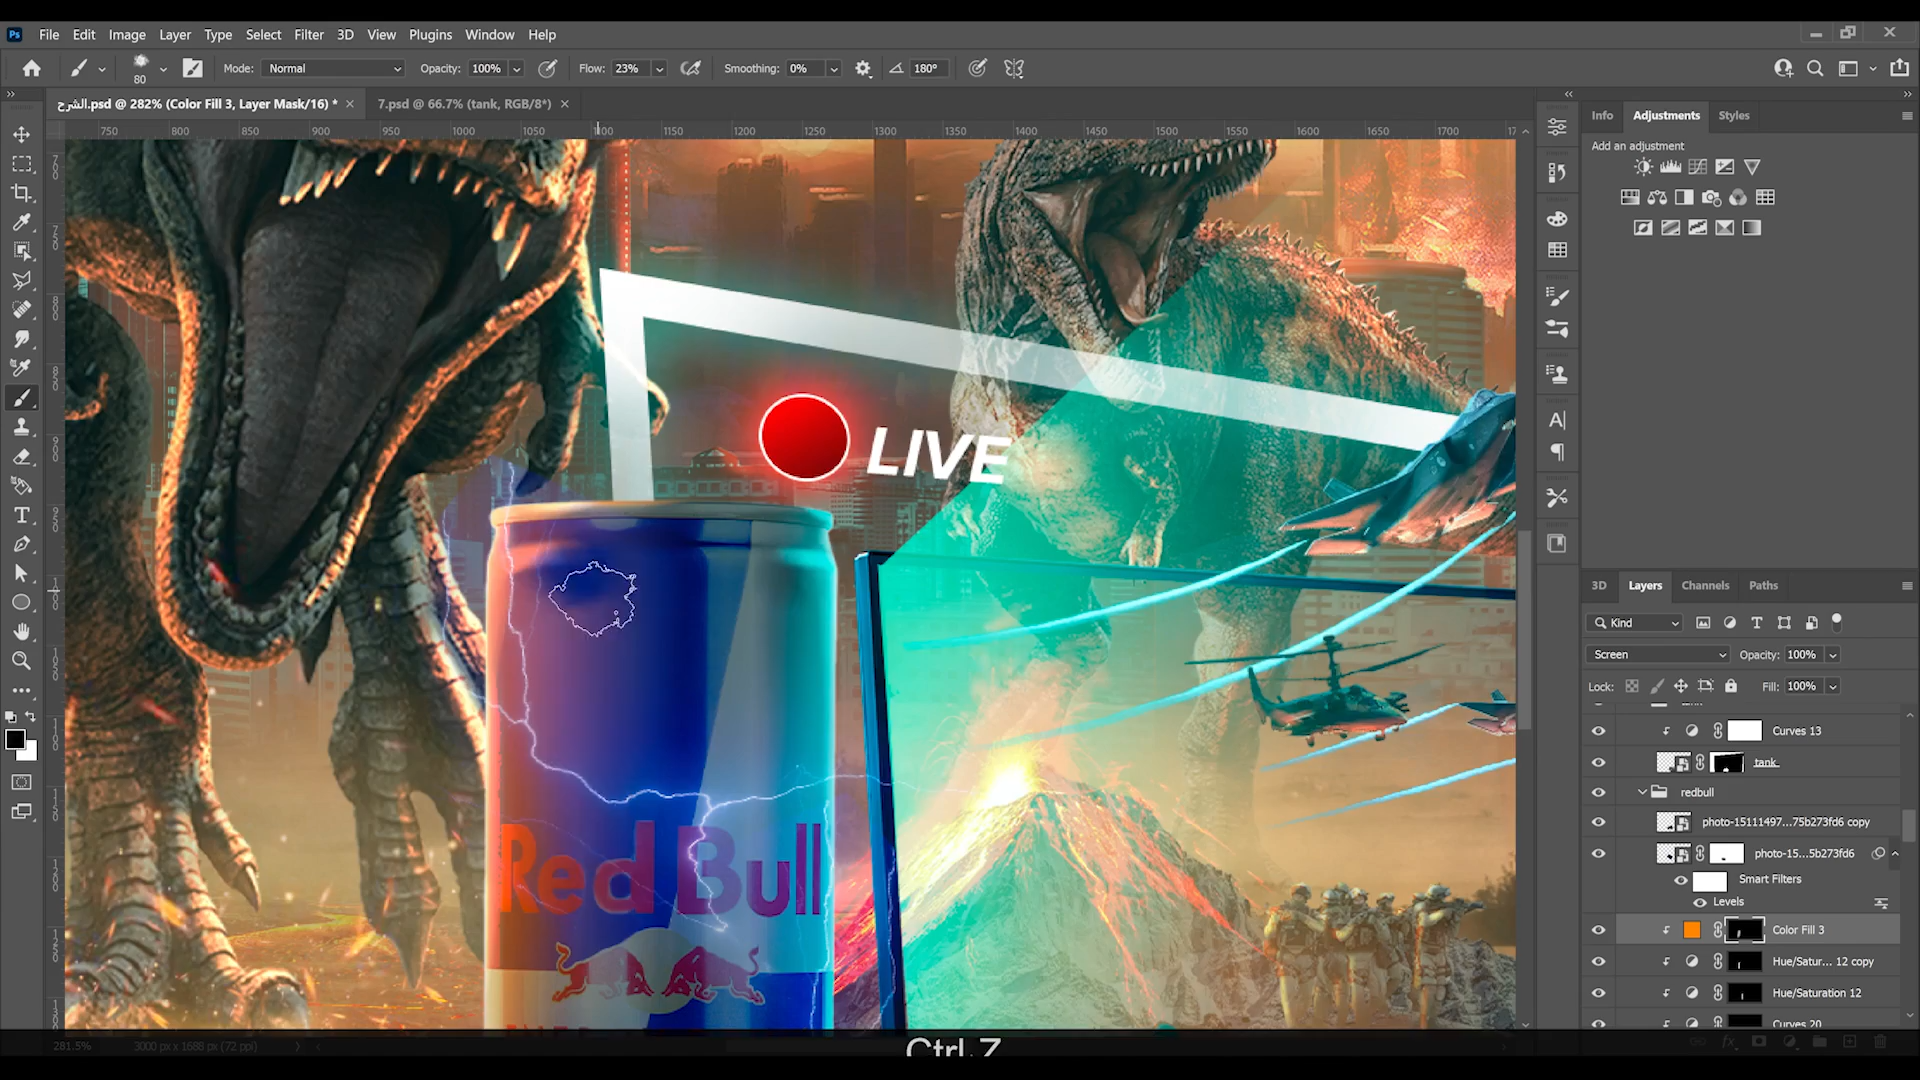 Ps File Edit Image Layer Type Select Filter 3D View Plugins Window Help
80 Mode: Normal Opacity: 100% Flow: 23% Smoothing: 0% 180°
الشرح.psd @ 282% (Color Fill 3, Layer Mask/16) *
7.psd @ 66.7% (tank, RGB/8*)
750 800 850 900 950 1000 1050 1100 1150 1200 1250 1300 1350 1400 1450 1500 1550 1600 1650 1700
Info Adjustments Styles
Add an adjustment
LIVE
Red Bull
3D Layers Channels Paths
Kind
Screen Opacity: 100%
Lock: Fill: 100%
Curves 13
tank
redbull
photo-15111497...75b273fd6 copy
photo-15...5b273fd6
Smart Filters
Levels
Color Fill 3
Hue/Satur... 12 copy
Hue/Saturation 12
Curves 20
281.5% 3000 px x 1688 px (72 ppi)
Ctrl Z